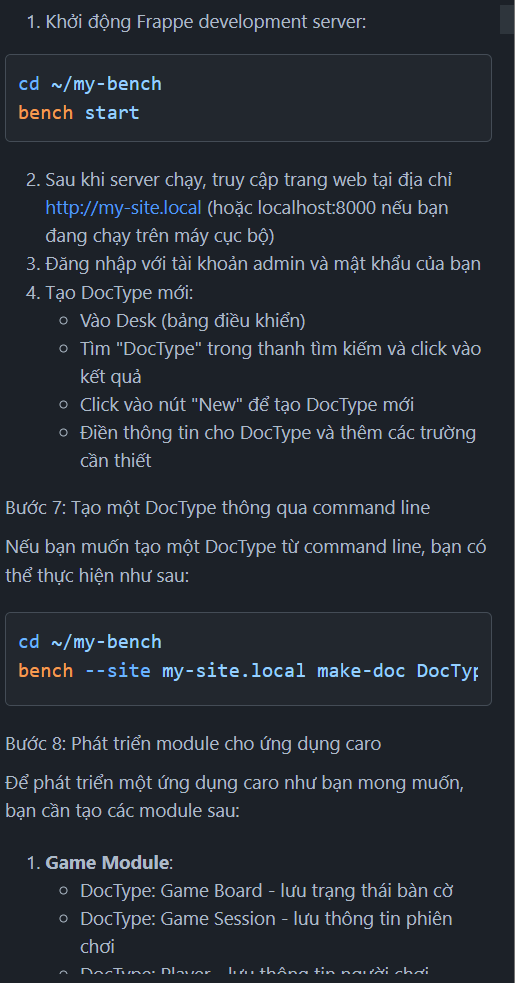 1. Khởi động Frappe development server:
cd ~/my-bench
bench start
2. Sau khi server chạy, truy cập trang web tại địa chỉ
http://my-site.local (hoặc localhost:8000 nếu bạn
đang chạy trên máy cục bộ)
3. Đăng nhập với tài khoản admin và mật khẩu của bạn
4. Tạo DocType mới:
Vào Desk (bảng điều khiển)
Tìm "DocType" trong thanh tìm kiếm và click vào
kết quả
Click vào nút "New" để tạo DocType mới
Điền thông tin cho DocType và thêm các trường
cần thiết
Bước 7: Tạo một DocType thông qua command line
Nếu bạn muốn tạo một DocType từ command line, bạn có
thể thực hiện như sau:
cd ~/my-bench
bench --site my-site.local make-doc DocTyp
Bước 8: Phát triển module cho ứng dụng caro
Để phát triển một ứng dụng caro như bạn mong muốn,
bạn cần tạo các module sau:
1. Game Module:
DocType: Game Board - lưu trạng thái bàn cờ
DocType: Game Session - lưu thông tin phiên
chơi
DocType: Player - lưu thông tin người chơi